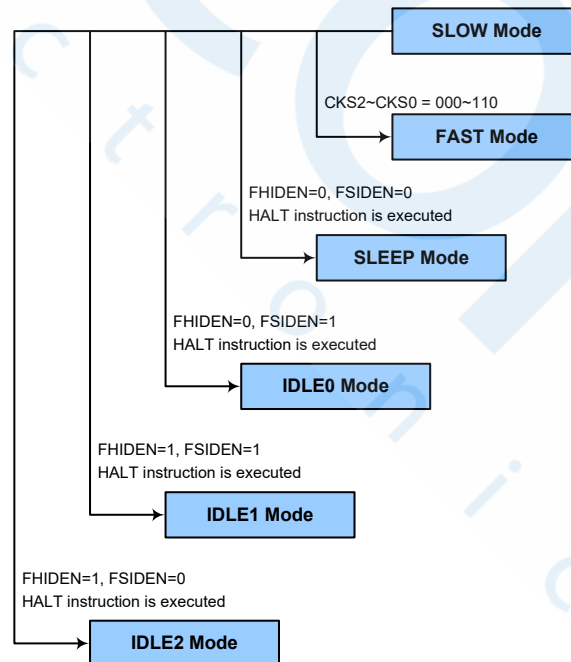 SLOW Mode
CKS2~CKS0 = 000~110
FAST Mode
FHIDEN=0, FSIDEN=0
HALT instruction is executed
SLEEP Mode
FHIDEN=0, FSIDEN=1
HALT instruction is executed
IDLE0 Mode
FHIDEN=1, FSIDEN=1
HALT instruction is executed
IDLE1 Mode
FHIDEN=1, FSIDEN=0
HALT instruction is executed
IDLE2 Mode
c t r o n i c